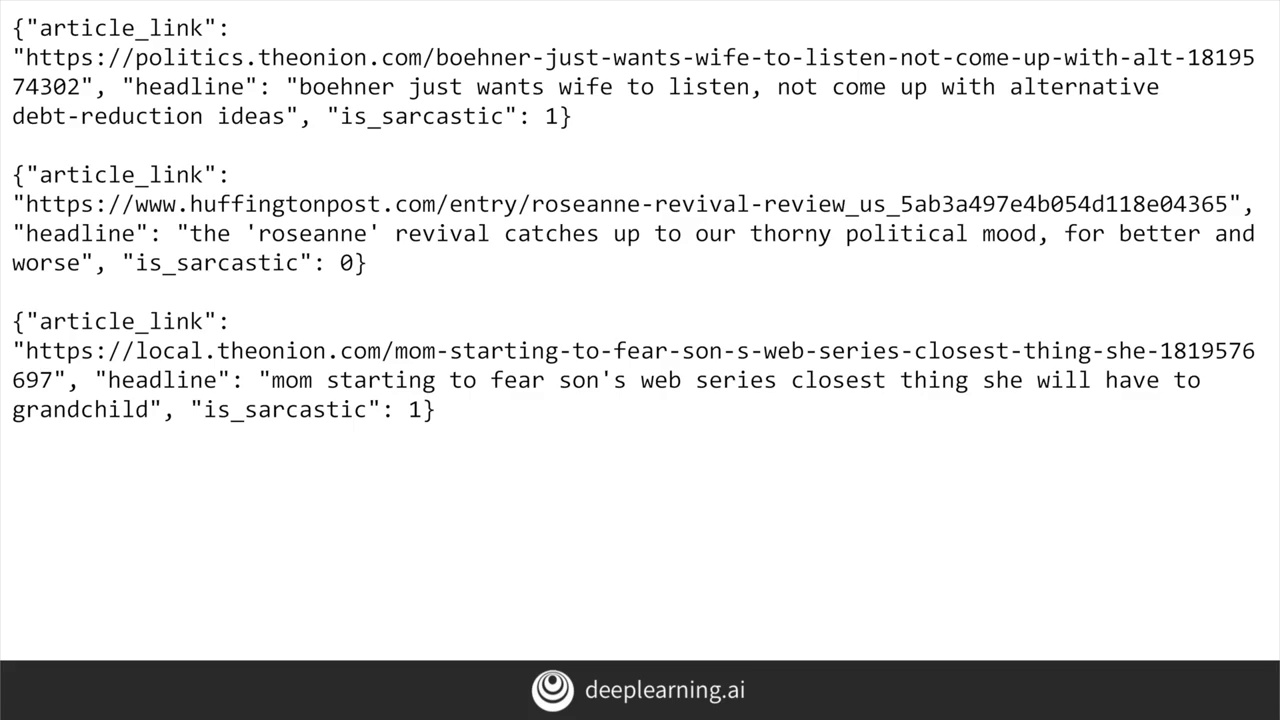 {"article_link":
"https://politics.theonion.com/boehner-just-wants-wife-to-listen-not-come-up-with-alt-18195
74302", "headline": "boehner just wants wife to listen, not come up with alternative
debt-reduction ideas", "is_sarcastic": 1}
{"article_link":
"https://www.huffingtonpost.com/entry/roseanne-revival-review_us_5ab3a497e4b054d118e04365",
"headline": "the 'roseanne' revival catches up to our thorny political mood, for better and
worse", "is_sarcastic": 0}
{"article_link":
"https://local.theonion.com/mom-starting-to-fear-son-s-web-series-closest-thing-she-1819576
697", "headline": "mom starting to fear son's web series closest thing she will have to
grandchild", "is_sarcastic": 1}
deeplearning.ai